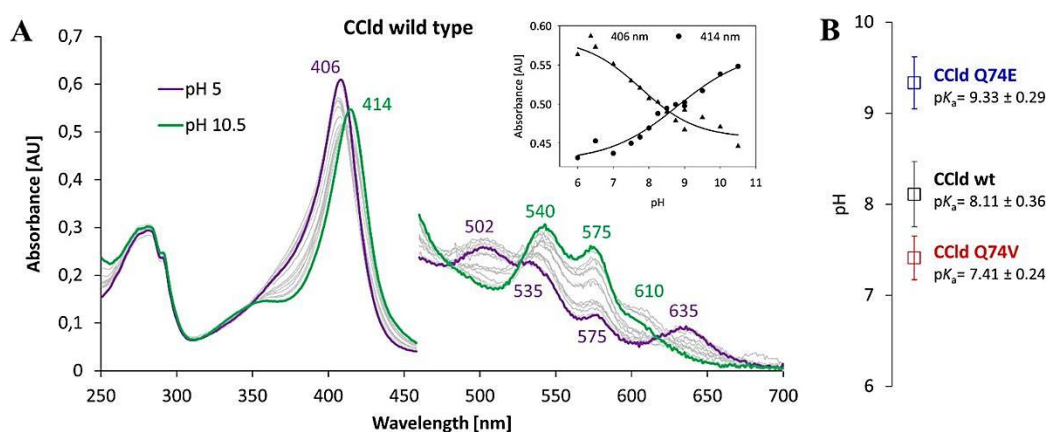 A
CCld wild type
pH 5
pH 10.5
406
414
502
535
540
575
575
610
635
0,7
0,6
0,5
0,4
0,3
0,2
0,1
0
Absorbance [AU]
250
300
350
400
450
500
550
600
650
700
Wavelength [nm]
406 nm
414 nm
0.60
0.55
0.50
0.45
Absorbance [AU]
6
7
8
9
10
11
pH
B
10
9
8
7
6
pH
CCld Q74E
pKa= 9.33 ± 0.29
CCld wt
pKa= 8.11 ± 0.36
CCld Q74V
pKa= 7.41 ± 0.24